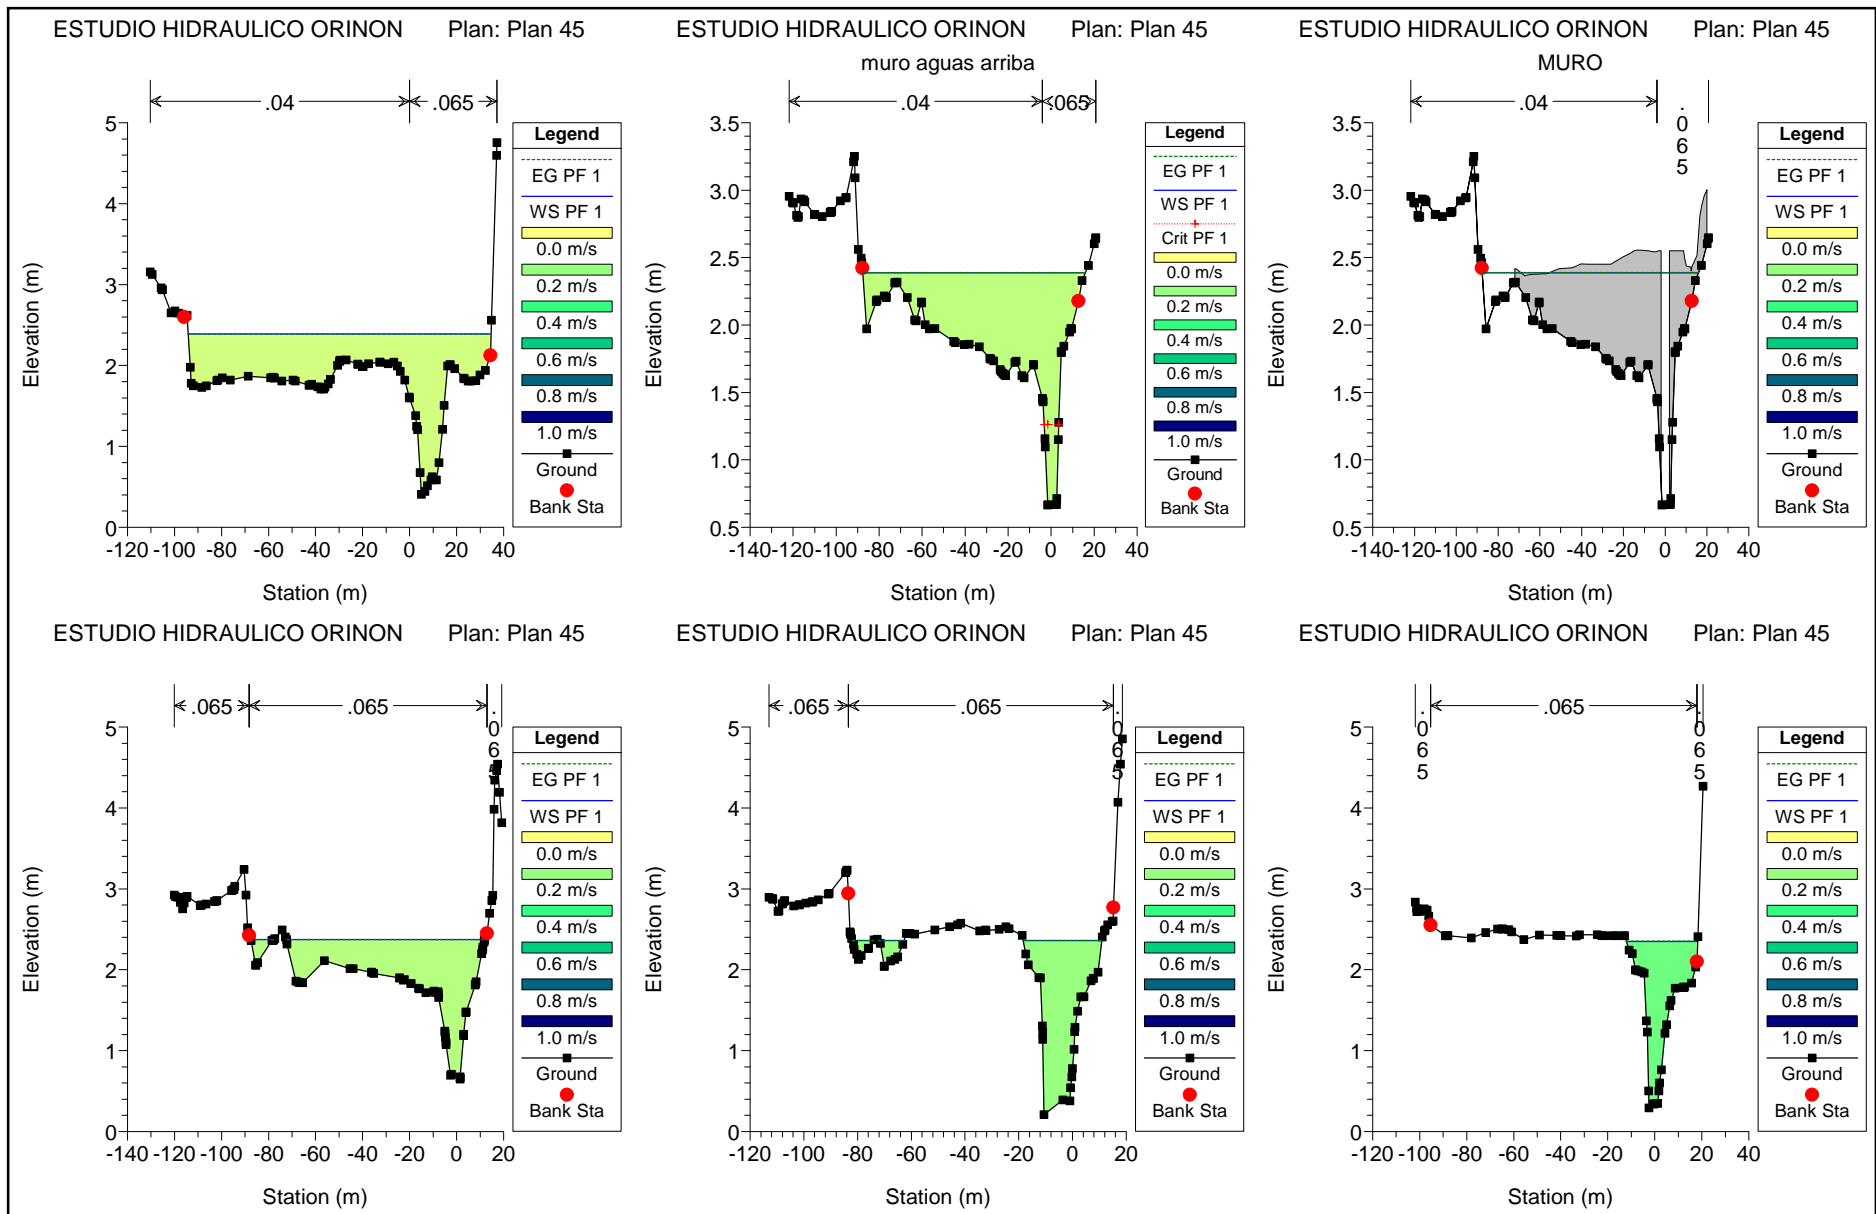 ESTUDIO HIDRAULICO ORINON Plan: Plan 45
.04 .065
Elevation (m)
5
4
3
2
1
0
-120 -100 -80 -60 -40 -20 0 20 40
Station (m)
Legend
EG PF 1
WS PF 1
0.0 m/s
0.2 m/s
0.4 m/s
0.6 m/s
0.8 m/s
1.0 m/s
Ground
Bank Sta
ESTUDIO HIDRAULICO ORINON Plan: Plan 45
muro aguas arriba
.04 .065
Elevation (m)
3.5
3.0
2.5
2.0
1.5
1.0
0.5
-140 -120 -100 -80 -60 -40 -20 0 20 40
Station (m)
Legend
EG PF 1
WS PF 1
Crit PF 1
0.0 m/s
0.2 m/s
0.4 m/s
0.6 m/s
0.8 m/s
1.0 m/s
Ground
Bank Sta
ESTUDIO HIDRAULICO ORINON Plan: Plan 45
MURO
.04 .065
Elevation (m)
3.5
3.0
2.5
2.0
1.5
1.0
0.5
-140 -120 -100 -80 -60 -40 -20 0 20 40
Station (m)
Legend
EG PF 1
WS PF 1
0.0 m/s
0.2 m/s
0.4 m/s
0.6 m/s
0.8 m/s
1.0 m/s
Ground
Bank Sta
ESTUDIO HIDRAULICO ORINON Plan: Plan 45
.065 .065 .065
Elevation (m)
5
4
3
2
1
0
-140 -120 -100 -80 -60 -40 -20 0 20
Station (m)
Legend
EG PF 1
WS PF 1
0.0 m/s
0.2 m/s
0.4 m/s
0.6 m/s
0.8 m/s
1.0 m/s
Ground
Bank Sta
ESTUDIO HIDRAULICO ORINON Plan: Plan 45
.065 .065 .065
Elevation (m)
5
4
3
2
1
0
-120 -100 -80 -60 -40 -20 0 20
Station (m)
Legend
EG PF 1
WS PF 1
0.0 m/s
0.2 m/s
0.4 m/s
0.6 m/s
0.8 m/s
1.0 m/s
Ground
Bank Sta
ESTUDIO HIDRAULICO ORINON Plan: Plan 45
.065 .065 .065
Elevation (m)
5
4
3
2
1
0
-120 -100 -80 -60 -40 -20 0 20 40
Station (m)
Legend
EG PF 1
WS PF 1
0.0 m/s
0.2 m/s
0.4 m/s
0.6 m/s
0.8 m/s
1.0 m/s
Ground
Bank Sta